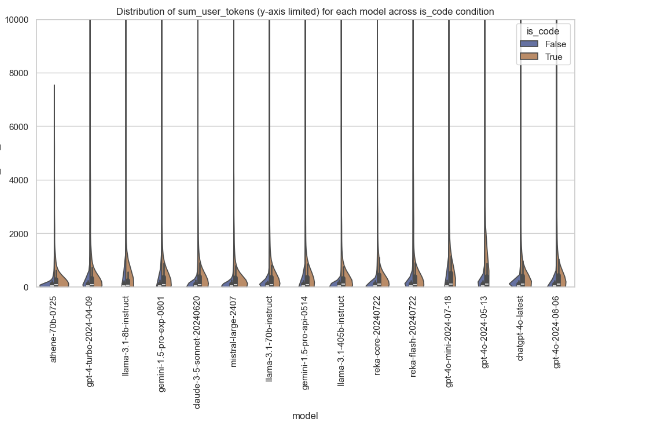 Distribution of sum_user_tokens (y-axis limited) for each model across is_code condition
10000
8000
6000
4000
2000
0
is_code
False
True
athene-70b-0725
gpt-4-turbo-2024-04-09
llama-3.1-8b-instruct
gemini-1.5-pro-exp-0801
claude-3-5-sonnet-20240620
mistral-large-2407
llama-3.1-70b-instruct
gemini-1.5-pro-api-0514
llama-3.1-405b-instruct
reka-core-20240722
reka-flash-20240722
gpt-4o-mini-2024-07-18
gpt-4o-2024-05-13
chatgpt-4o-latest
gpt-4o-2024-08-06
model